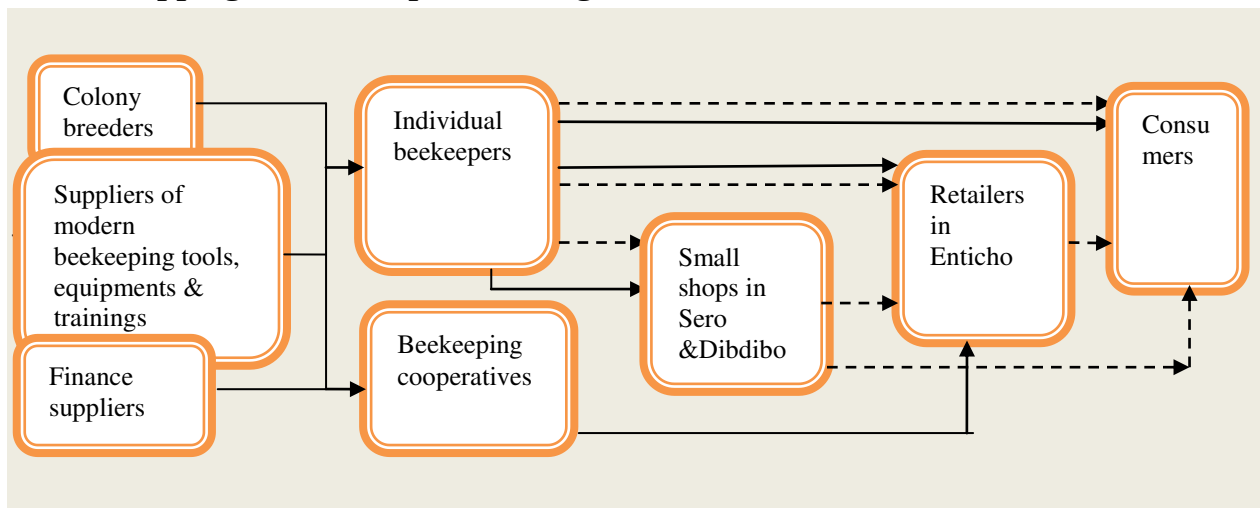 Colony
breeders
Suppliers of
modern
beekeeping tools,
equipments &
trainings
Finance
suppliers
Individual
beekeepers
Beekeeping
cooperatives
Small
shops in
Sero
&Dibdibo
Retailers
in
Enticho
Consu
mers